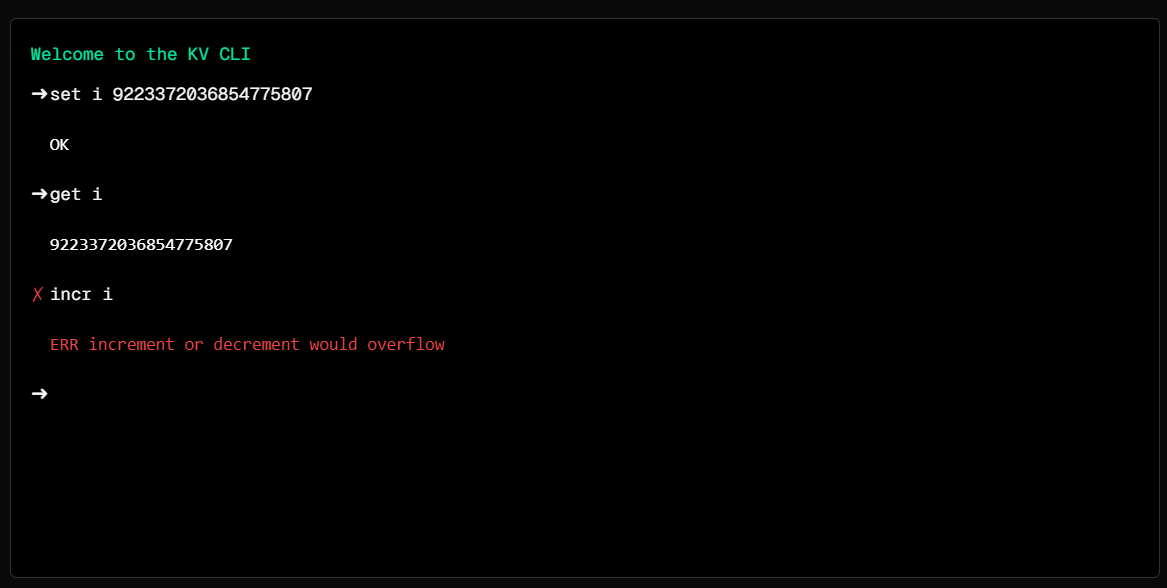 Welcome to the KV CLI
➔set i 9223372036854775807
OK
➔get i
9223372036854775807
✗ incr i
ERR increment or decrement would overflow
➔